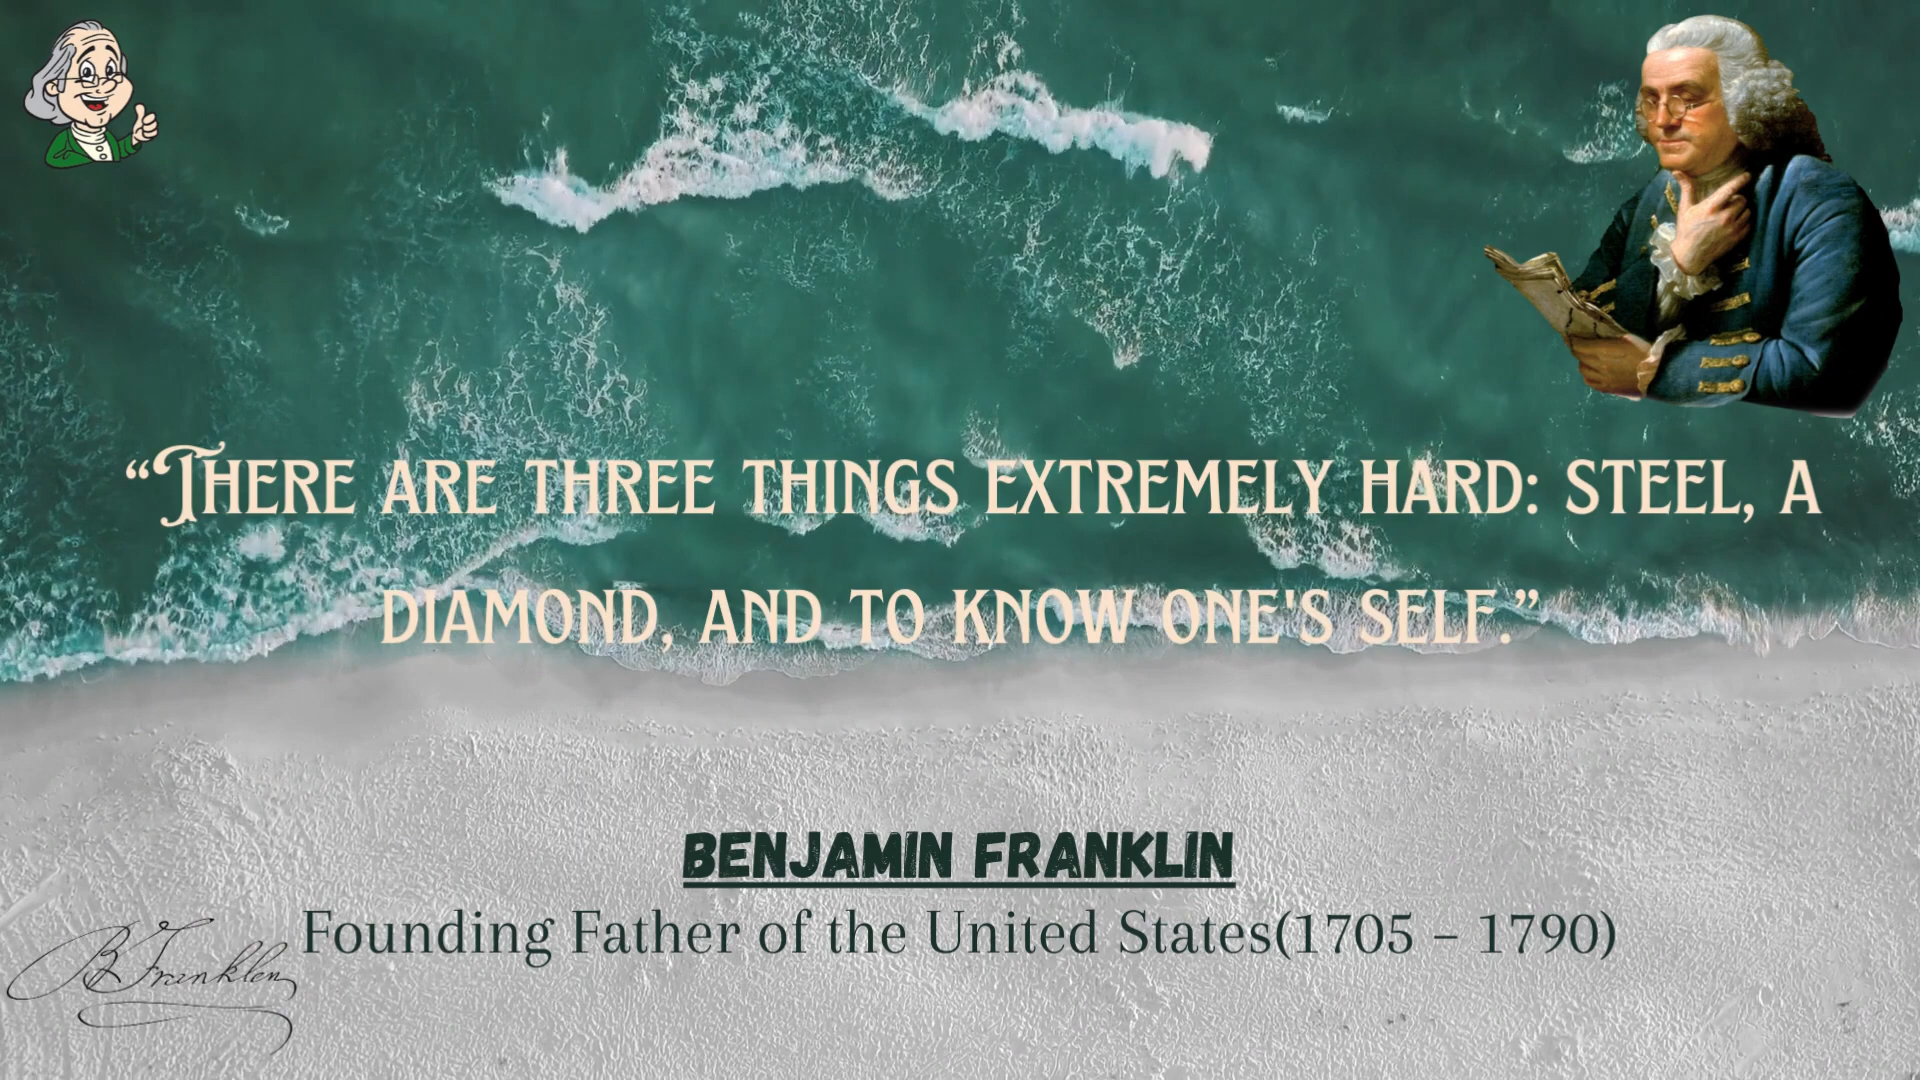 “There are three things extremely hard: steel, a
diamond, and to know one's self.”
BENJAMIN FRANKLIN
Founding Father of the United States(1705 – 1790)
B Franklin